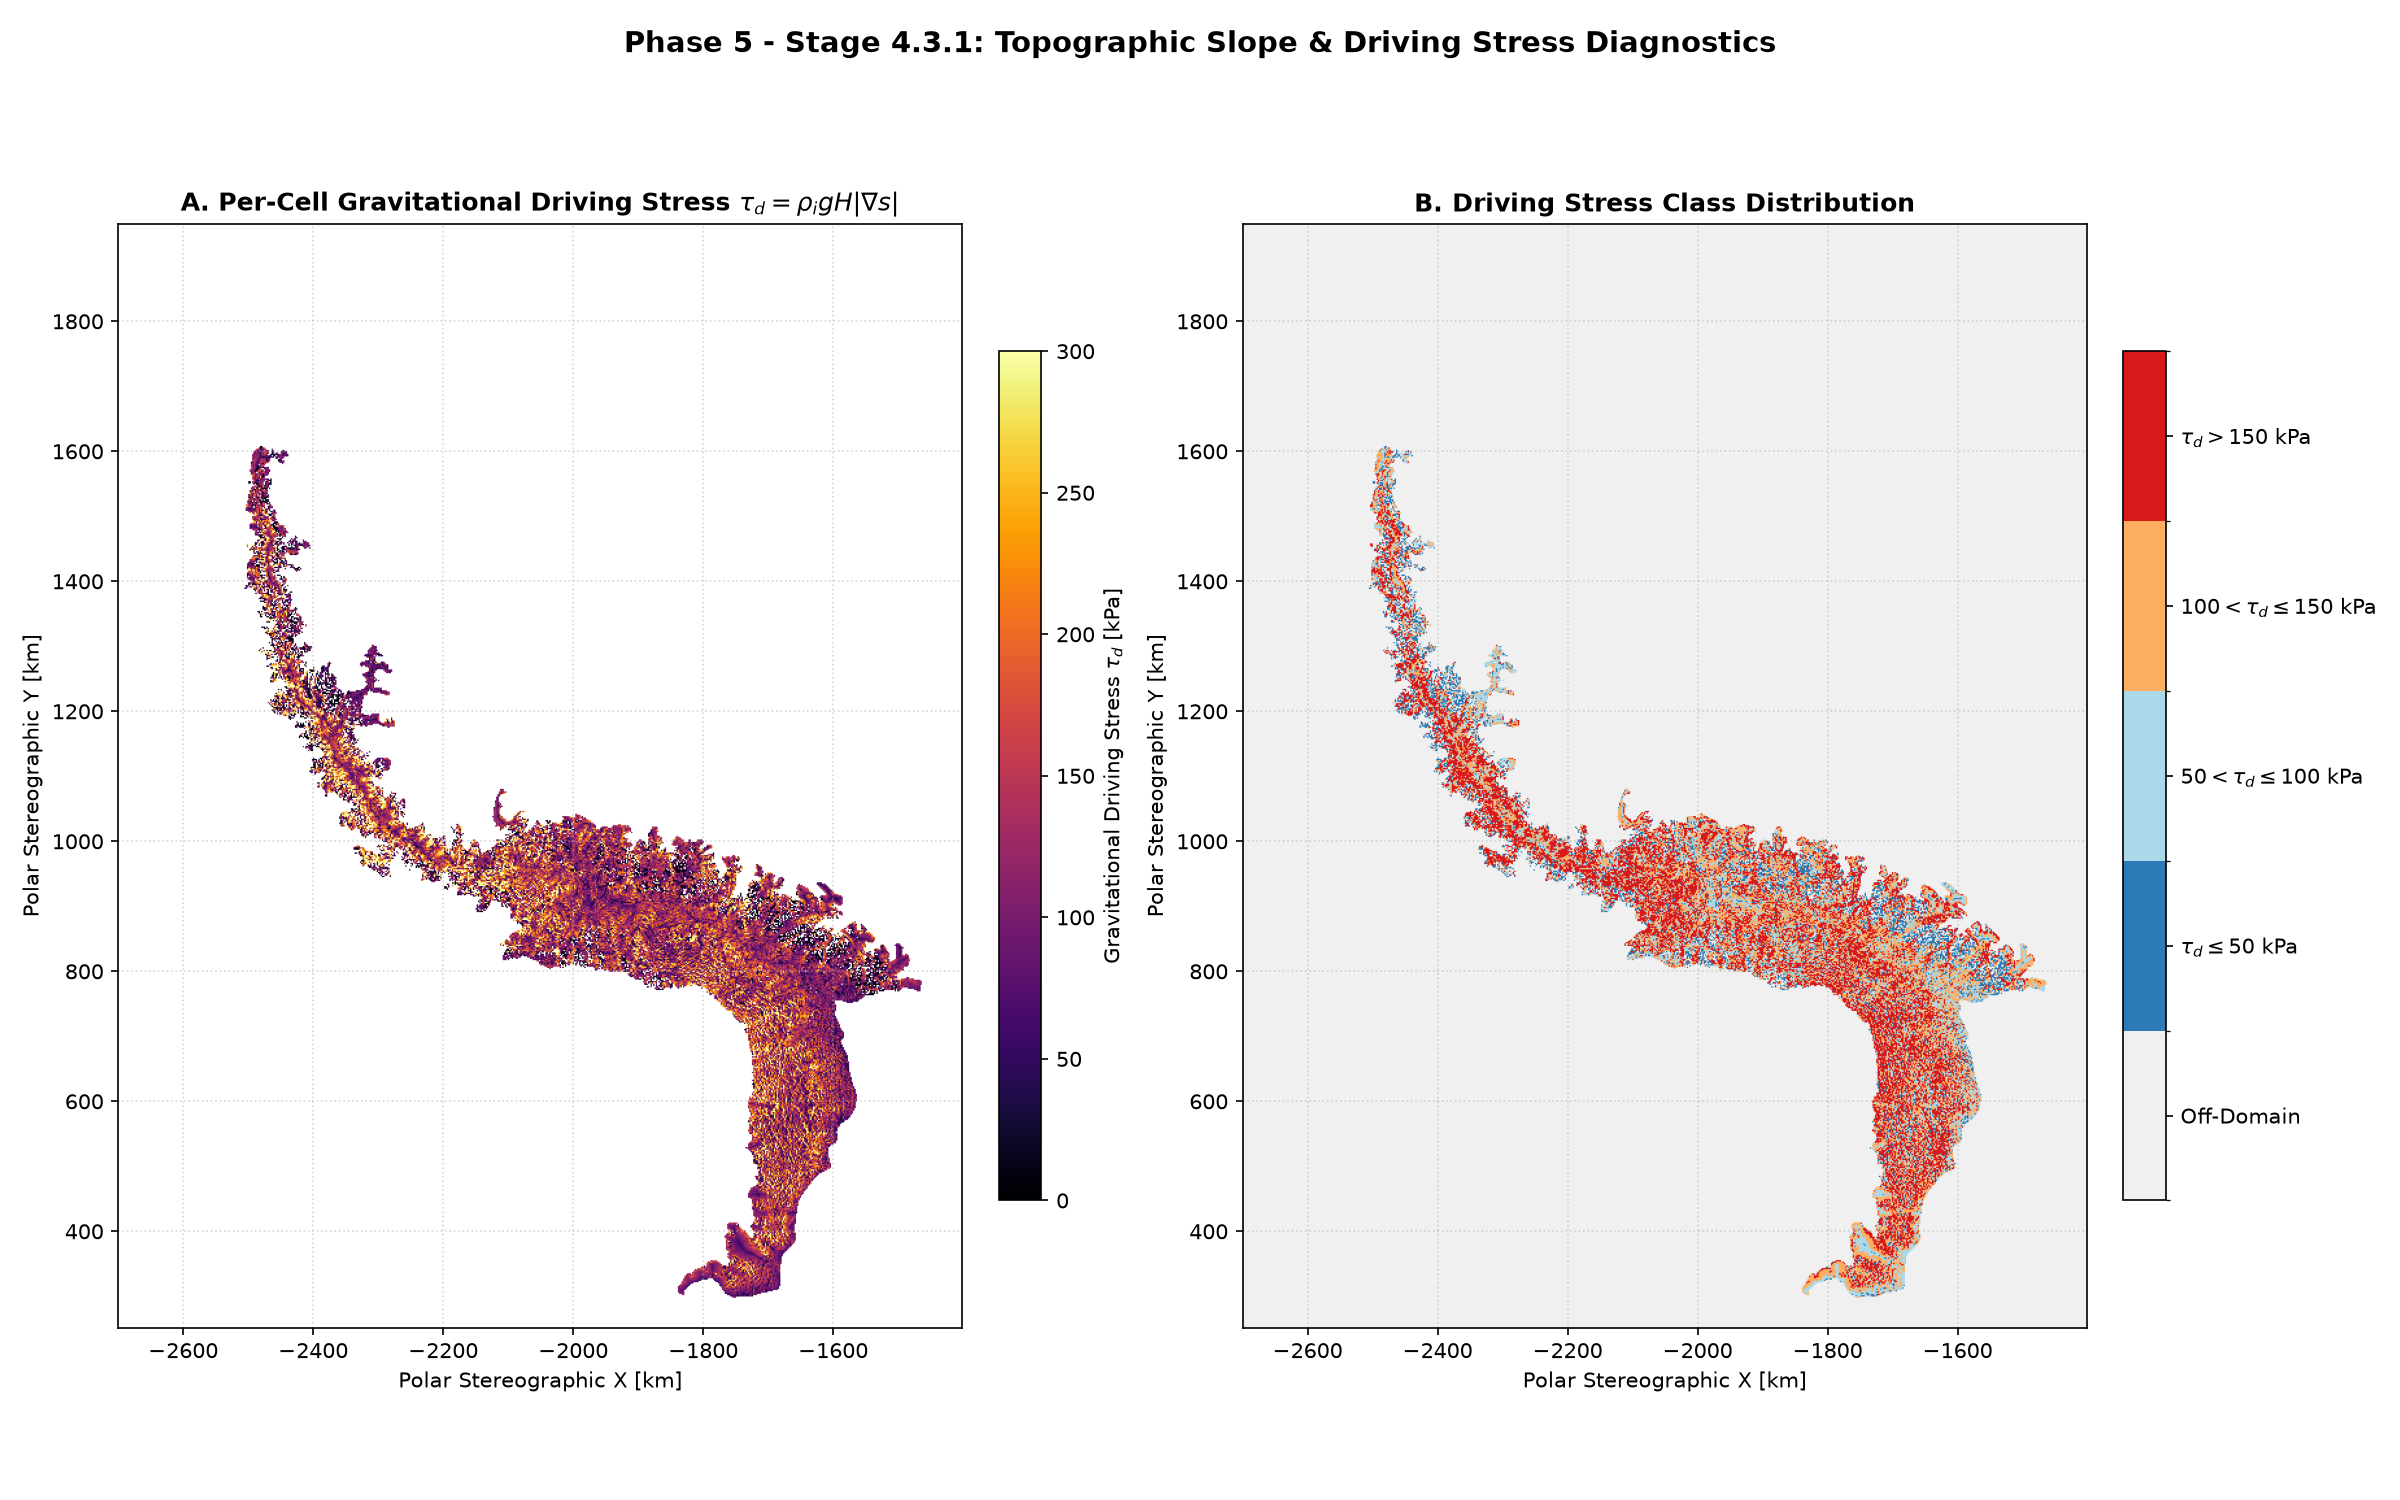 Phase 5 - Stage 4.3.1: Topographic Slope & Driving Stress Diagnostics
A. Per-Cell Gravitational Driving Stress τd = ρigH|∇s|
1800
1600
1400
1200
1000
800
600
400
Polar Stereographic Y [km]
−2600 −2400 −2200 −2000 −1800 −1600
Polar Stereographic X [km]
300
250
200
150
100
50
0
Gravitational Driving Stress τd [kPa]
B. Driving Stress Class Distribution
1800
1600
1400
1200
1000
800
600
400
Polar Stereographic Y [km]
−2600 −2400 −2200 −2000 −1800 −1600
Polar Stereographic X [km]
τd > 150 kPa
100 < τd ≤ 150 kPa
50 < τd ≤ 100 kPa
τd ≤ 50 kPa
Off-Domain